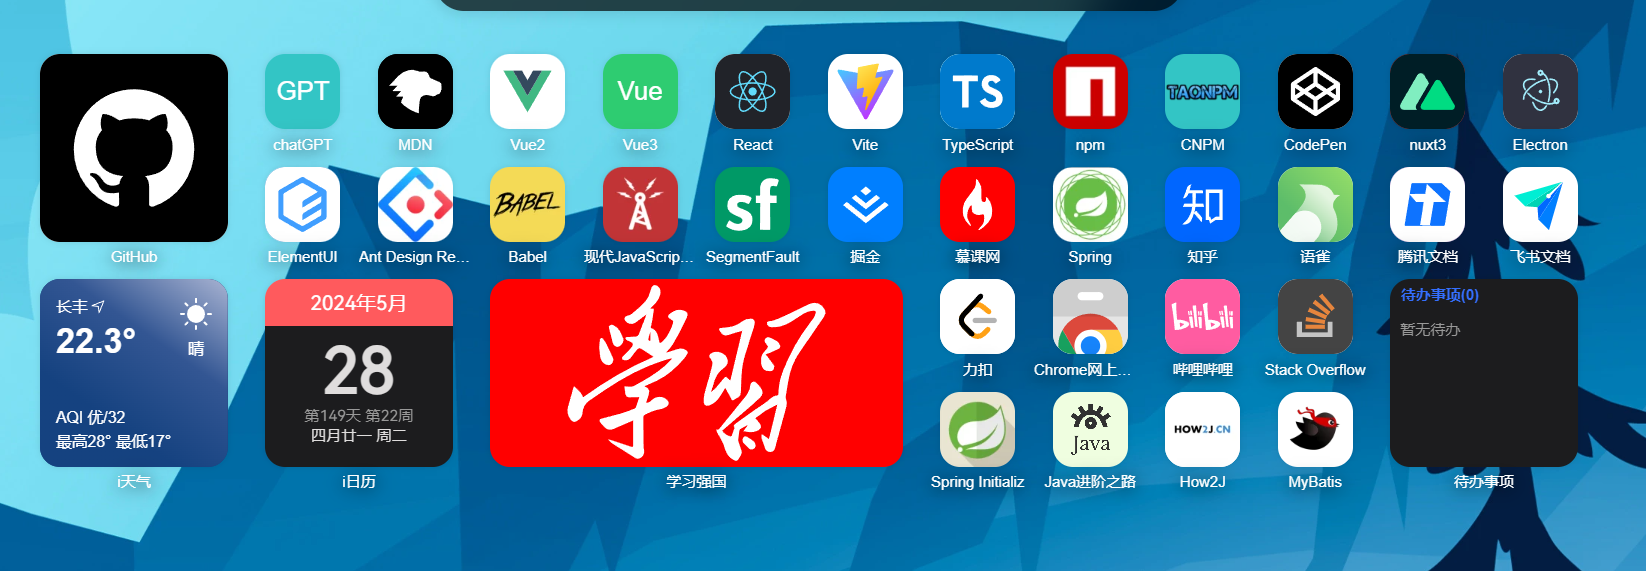 GPT
Vue
TS
TAONPM
chatGPT
MDN
Vue2
Vue3
React
Vite
TypeScript
npm
CNPM
CodePen
nuxt3
Electron
BABEL
sf
知
GitHub
ElementUI
Ant Design Re...
Babel
现代JavaScrip...
SegmentFault
掘金
慕课网
Spring
知乎
语雀
腾讯文档
飞书文档
长丰
22.3°
晴
AQI 优/32
最高28° 最低17°
i天气
2024年5月
28
第149天 第22周
四月廿一 周二
i日历
學習
学习强国
bilibili
力扣
Chrome网上...
哔哩哔哩
Stack Overflow
Java
HOW2J.CN
Spring Initializ
Java进阶之路
How2J
MyBatis
待办事项(0)
暂无待办
待办事项